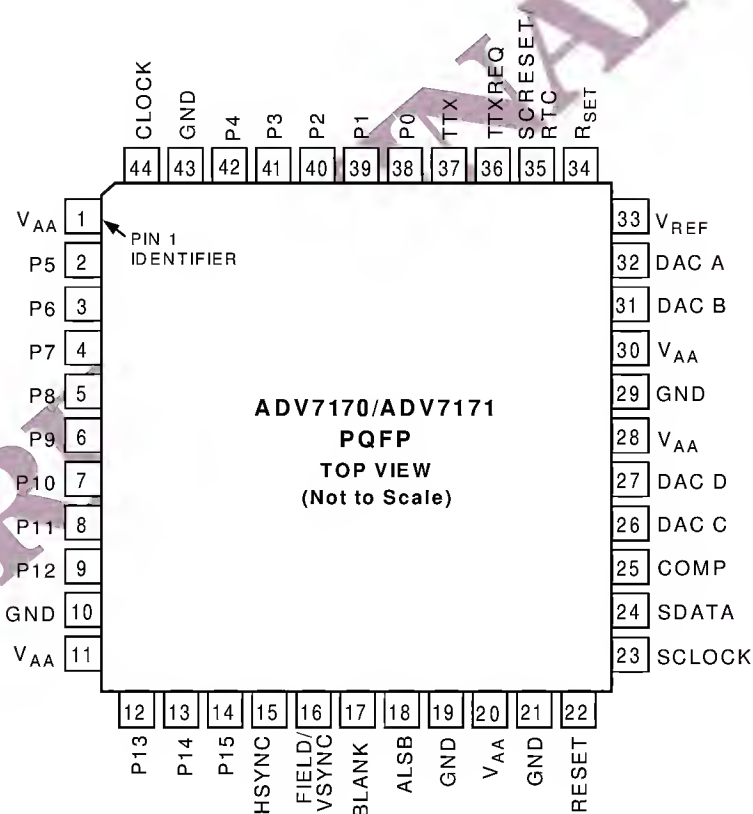 CLOCK
GND
P4
P3
P2
P1
P0
TTX
TTXREQ
SCRESET/
RTC
RSET
44 43 42 41 40 39 38 37 36 35 34
VAA 1
P5 2
P6 3
P7 4
P8 5
P9 6
P10 7
P11 8
P12 9
GND 10
VAA 11
PIN 1
IDENTIFIER
ADV7170/ADV7171
PQFP
TOP VIEW
(Not to Scale)
33 VREF
32 DAC A
31 DAC B
30 VAA
29 GND
28 VAA
27 DAC D
26 DAC C
25 COMP
24 SDATA
23 SCLOCK
12 13 14 15 16 17 18 19 20 21 22
P13
P14
P15
HSYNC
FIELD/
VSYNC
BLANK
ALSB
GND
VAA
GND
RESET